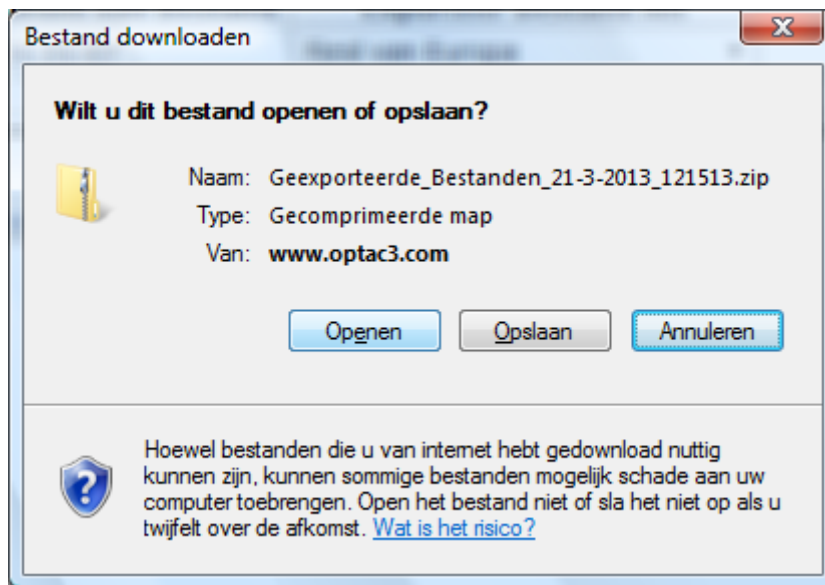 Bestand downloaden
Wilt u dit bestand openen of opslaan?
Naam: Geexporteerde_Bestanden_21-3-2013_121513.zip
Type: Gecomprimeerde map
Van: www.optac3.com
Openen Opslaan Annuleren
Hoewel bestanden die u van internet hebt gedownload nuttig
kunnen zijn, kunnen sommige bestanden mogelijk schade aan uw
computer toebrengen. Open het bestand niet of sla het niet op als u
twijfelt over de afkomst. Wat is het risico?